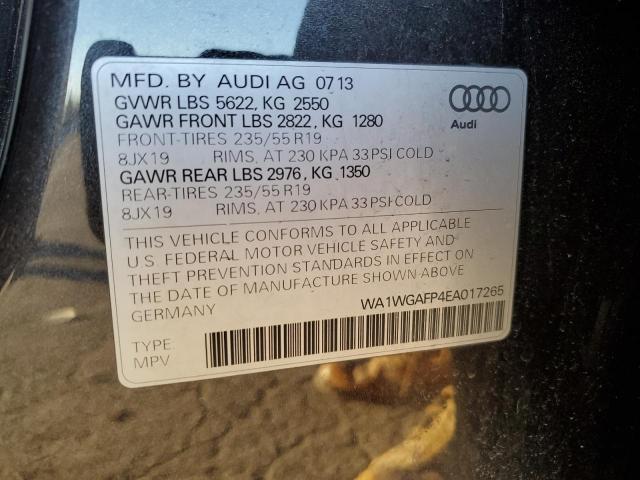 MFD. BY AUDI AG 07 13
GVWR LBS 5622, KG 2550
GAWR FRONT LBS 2822, KG 1280
FRONT-TIRES 235/55 R19
8JX19 RIMS, AT 230 KPA 33 PSI COLD
GAWR REAR LBS 2976, KG 1350
REAR-TIRES 235/55 R19
8JX19 RIMS, AT 230 KPA 33 PSI COLD
Audi
THIS VEHICLE CONFORMS TO ALL APPLICABLE
U.S. FEDERAL MOTOR VEHICLE SAFETY AND
THEFT PREVENTION STANDARDS IN EFFECT ON
THE DATE OF MANUFACTURE SHOWN ABOVE
GERMANY WA1WGAFP4EA017265
TYPE:
MPV